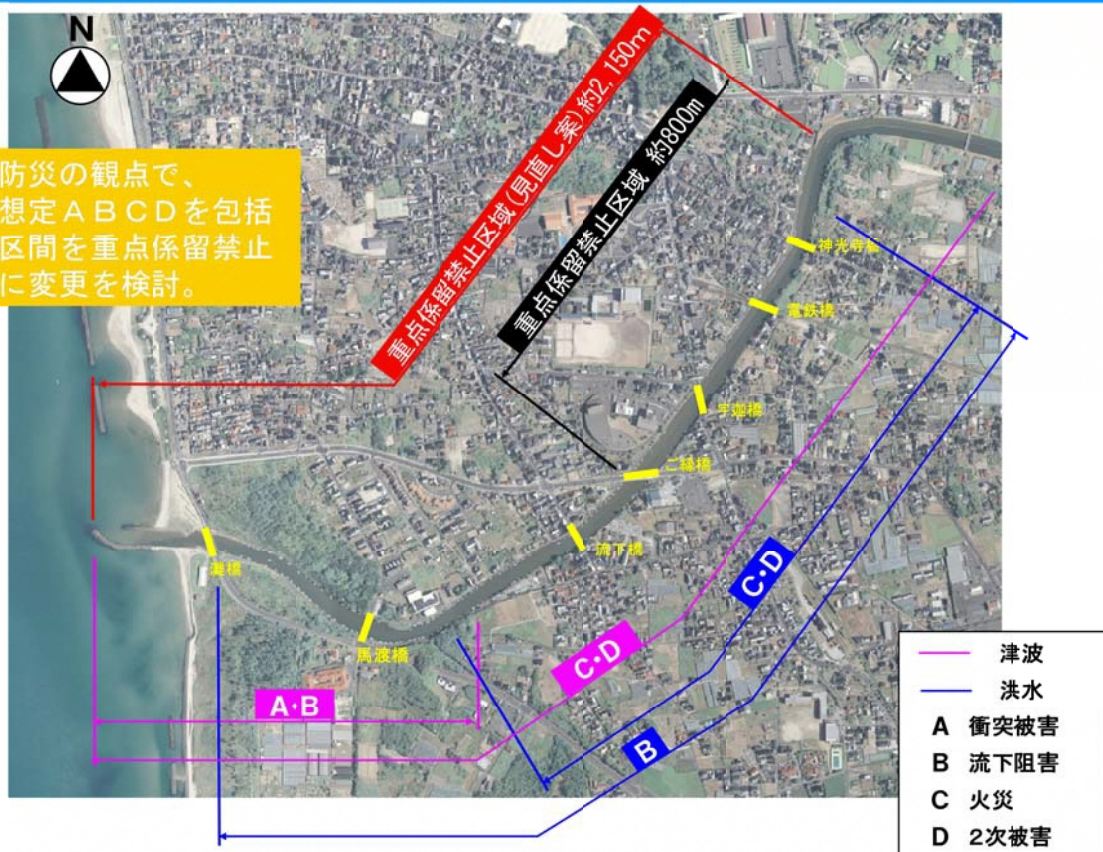 N
重点係留禁止区域(見直し案)約2,150m
重点係留禁止区域 約800m
防災の観点で、
想定ABCDを包括
区間を重点係留禁止
に変更を検討。
神光寺橋
電鉄橋
宇迦橋
ご縁橋
流下橋
灘橋
馬渡橋
C・D
C・D
A・B
B
津波
洪水
A 衝突被害
B 流下阻害
C 火災
D 2次被害